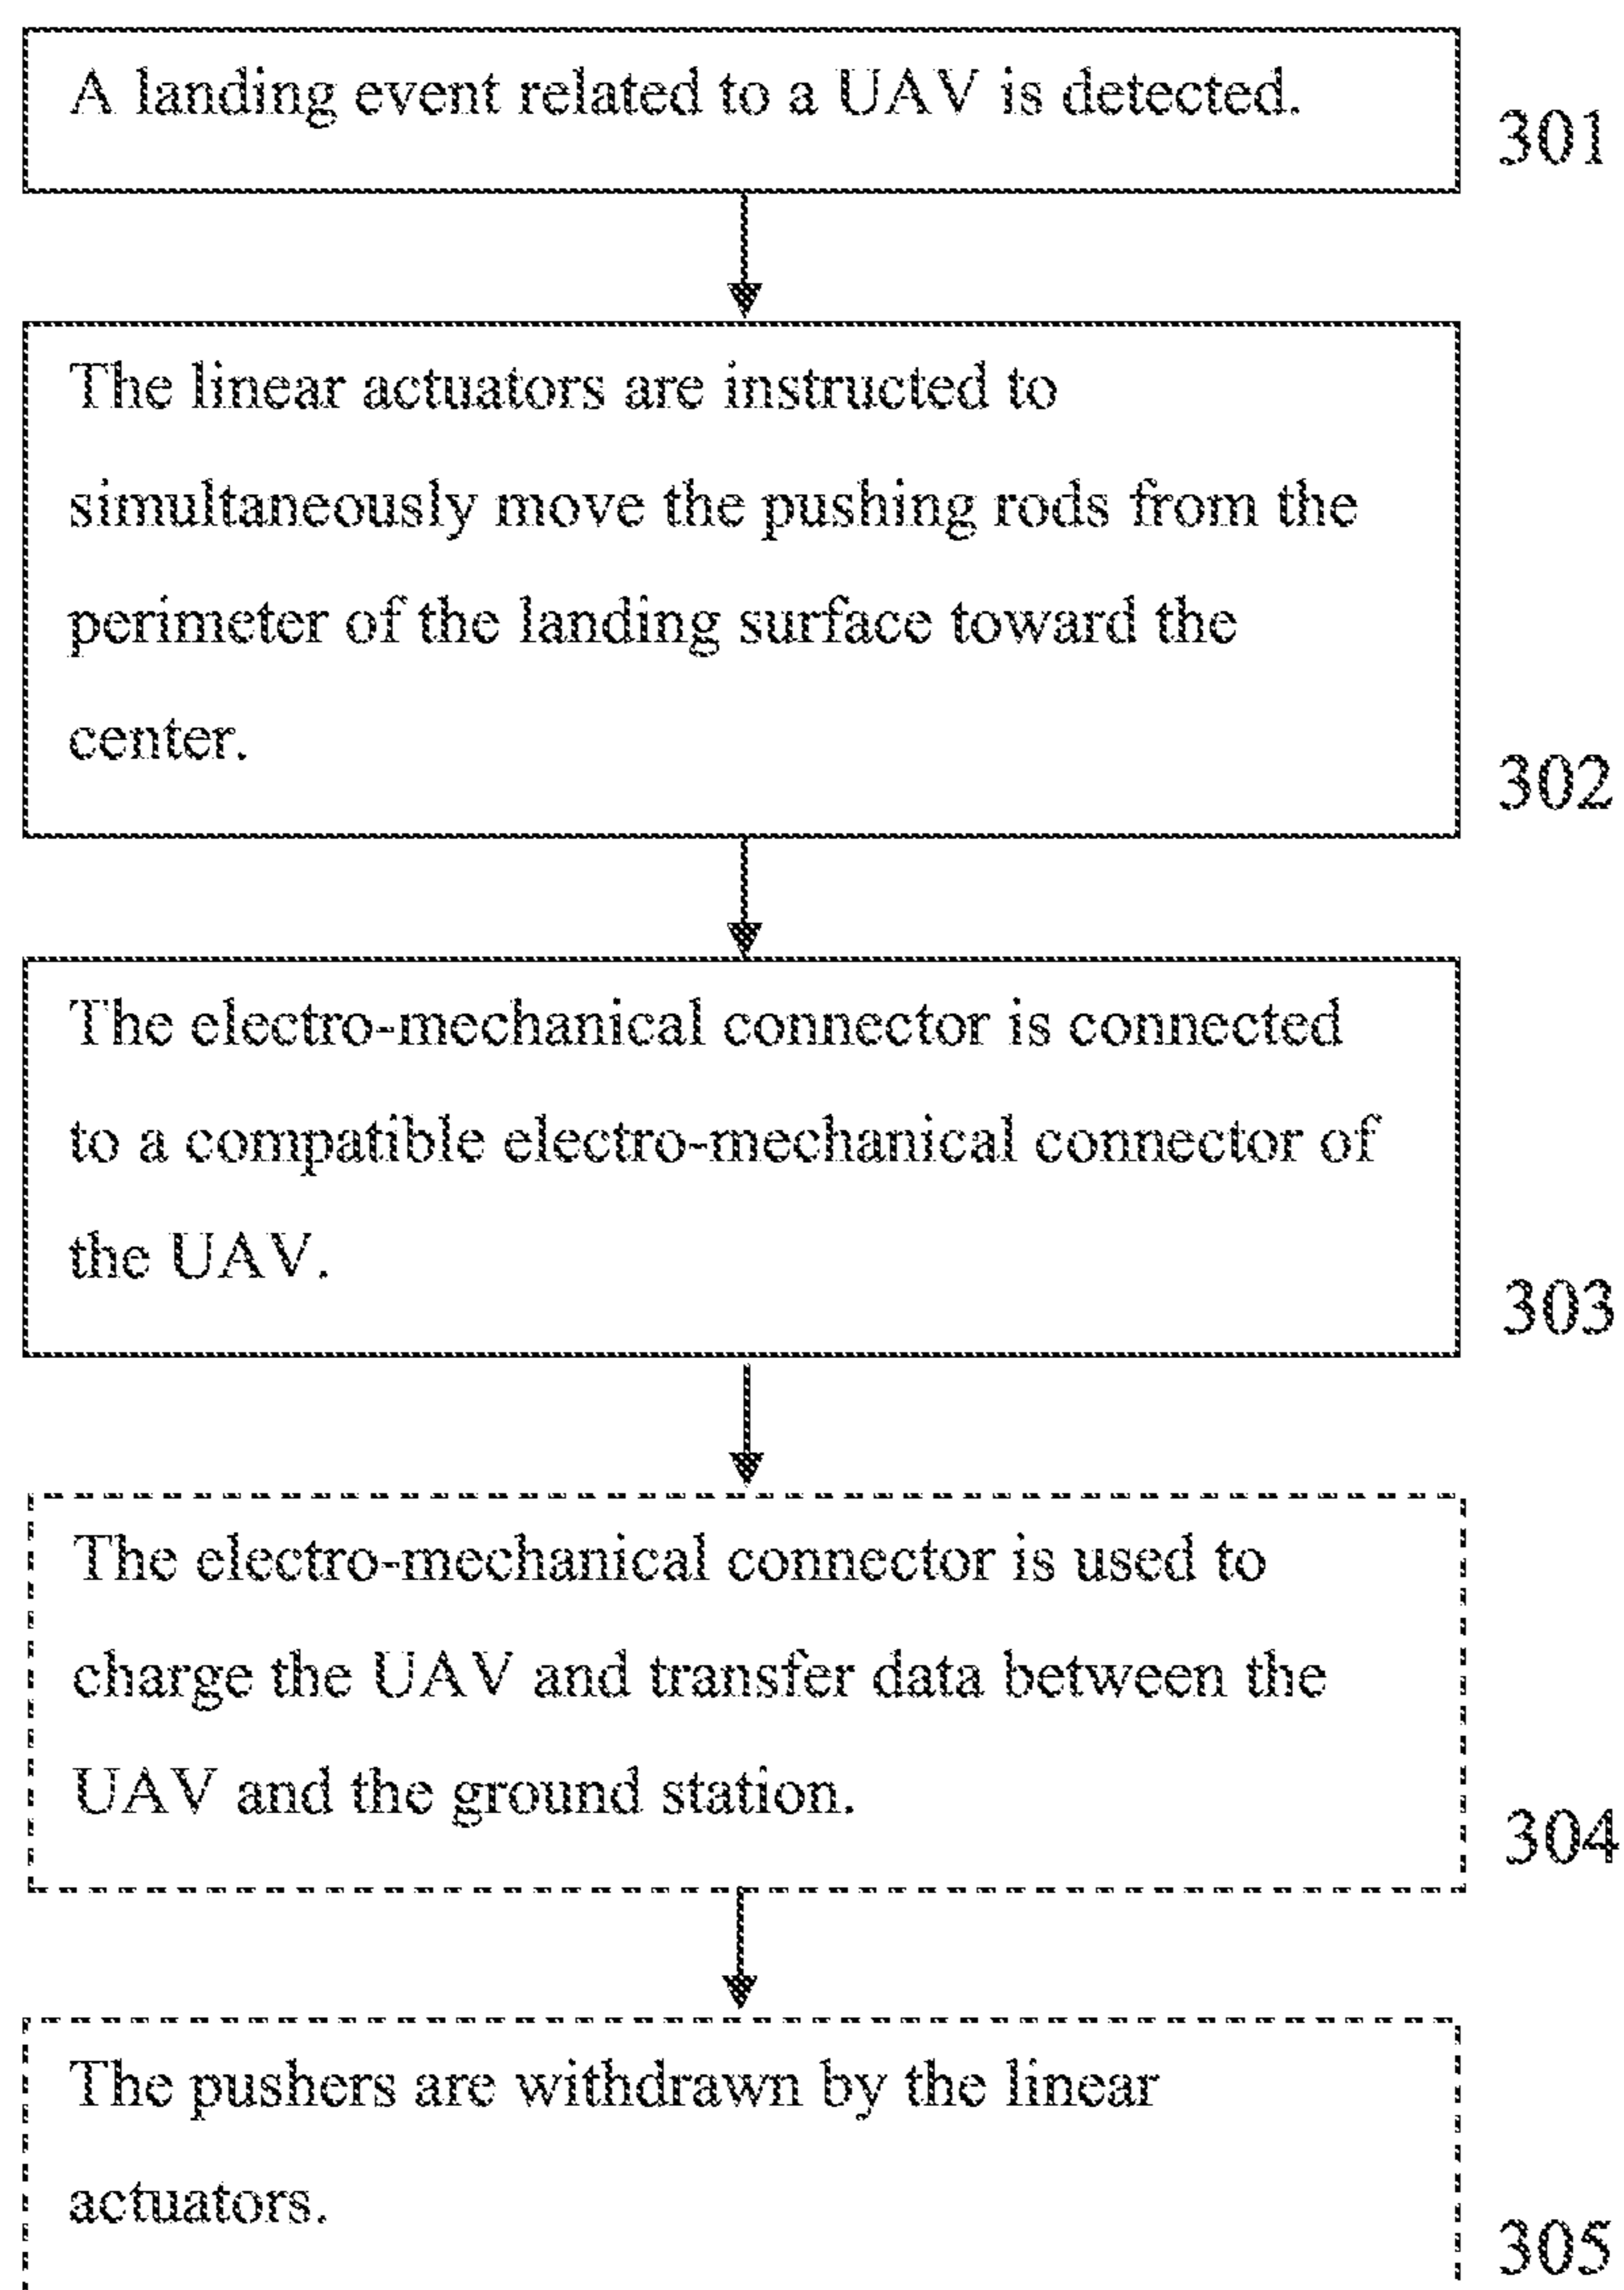 A landing event related to a UAV is detected.
301
The linear actuators are instructed to
simultaneously move the pushing rods from the
perimeter of the landing surface toward the
center.
302
The electro-mechanical connector is connected
to a compatible electro-mechanical connector of
the UAV.
303
The electro-mechanical connector is used to
charge the UAV and transfer data between the
UAV and the ground station.
304
The pushers are withdrawn by the linear
actuators.
305